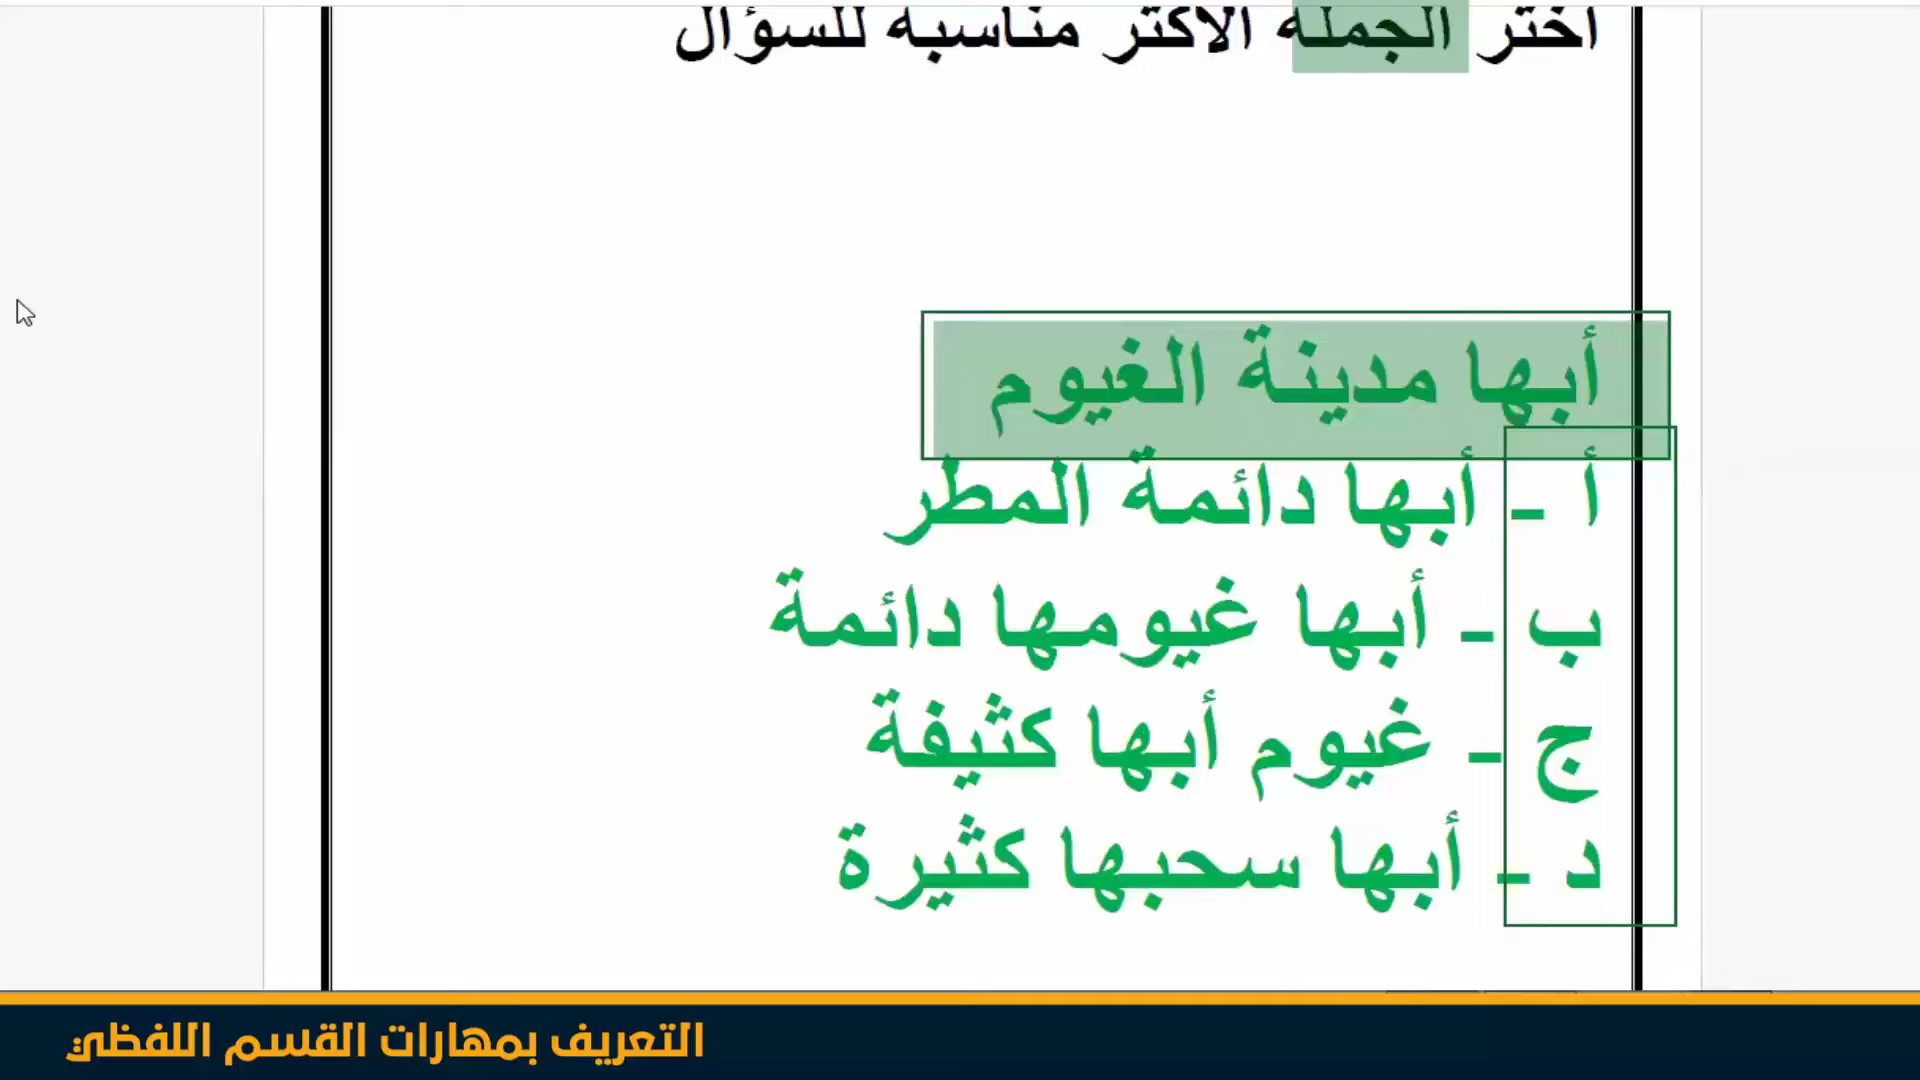 اختر الجملة الأكثر مناسبة للسؤال
أبها مدينة الغيوم
أ - أبها دائمة المطر
ب - أبها غيومها دائمة
ج - غيوم أبها كثيفة
د - أبها سحبها كثيرة
التعريف بمهارات القسم اللفظي